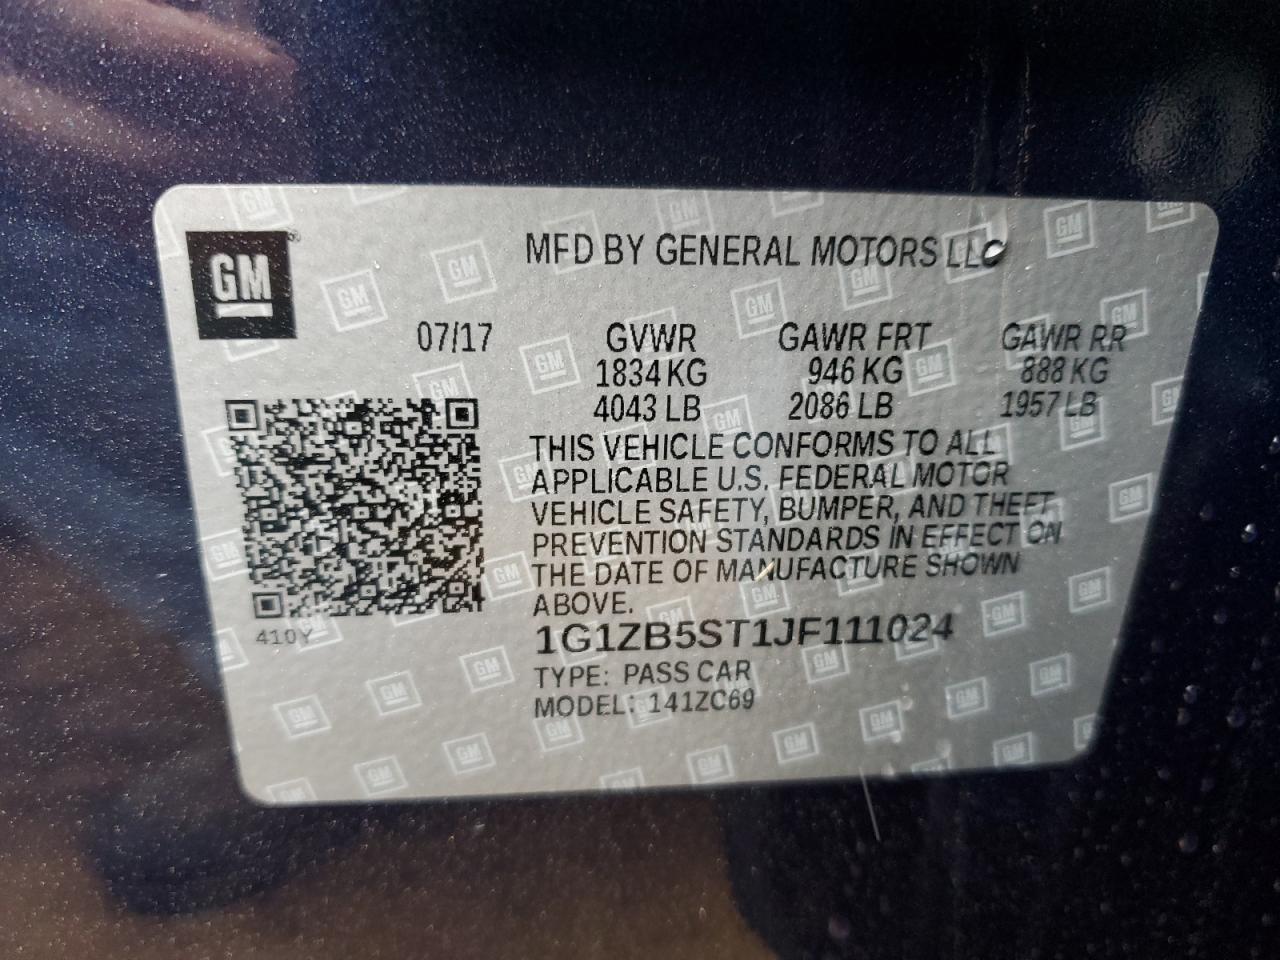 GM
MFD BY GENERAL MOTORS LLC
07/17 GVWR GAWR FRT GAWR RR
1834 KG 946 KG 888 KG
4043 LB 2086 LB 1957 LB
THIS VEHICLE CONFORMS TO ALL
APPLICABLE U.S. FEDERAL MOTOR
VEHICLE SAFETY, BUMPER, AND THEFT
PREVENTION STANDARDS IN EFFECT ON
THE DATE OF MANUFACTURE SHOWN
ABOVE.
410Y
1G1ZB5ST1JF111024
TYPE: PASS CAR
MODEL: 141ZC69